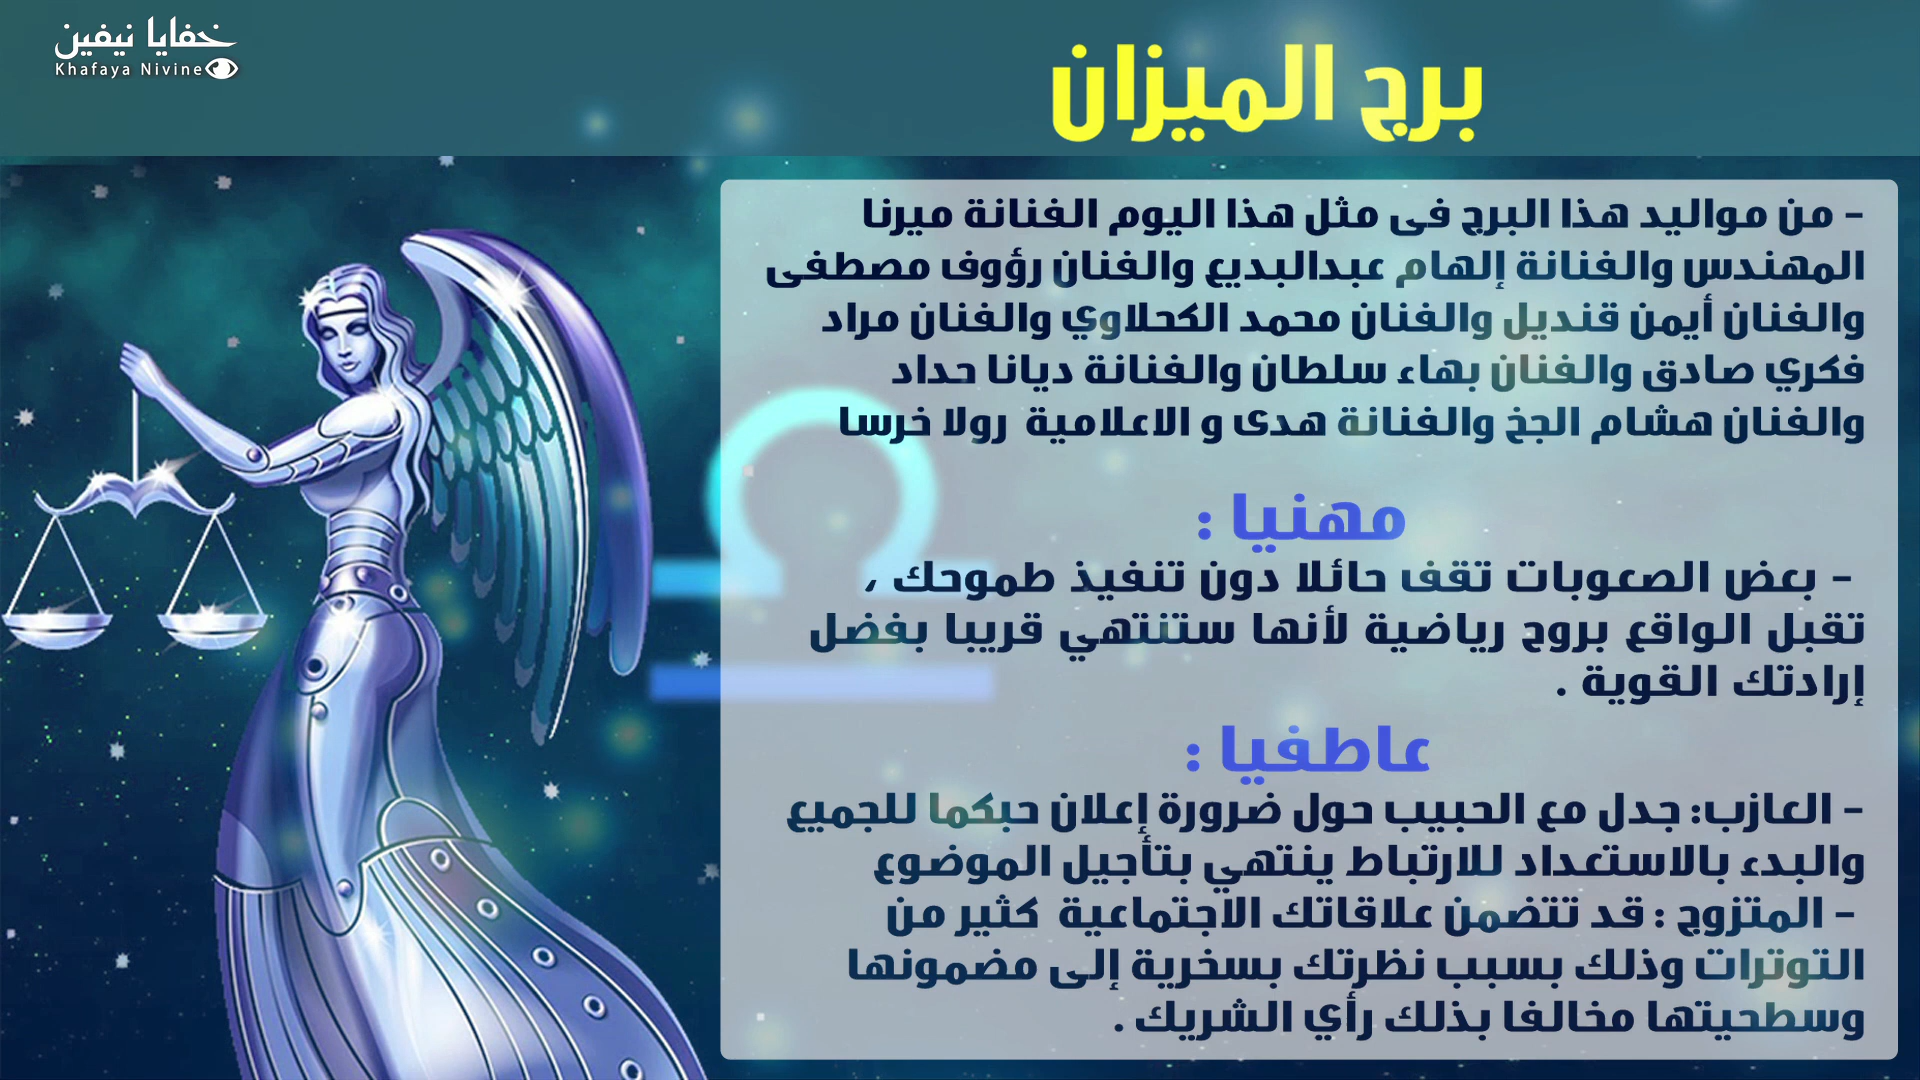 خفايا نيفين
Khafaya Nivine
برج الميزان
- من مواليد هذا البرج فى مثل هذا اليوم الفنانة ميرنا
المهندس والفنانة إلهام عبدالبديع والفنان رؤوف مصطفى
والفنان أيمن قنديل والفنان محمد الكحلاوي والفنان مراد
فكري صادق والفنان بهاء سلطان والفنانة ديانا حداد
والفنان هشام الجخ والفنانة هدى و الاعلامية رولا خرسا
مهنيا :
- بعض الصعوبات تقف حائلا دون تنفيذ طموحك ،
تقبل الواقع بروح رياضية لأنها ستنتهي قريبا بفضل
إرادتك القوية .
عاطفيا :
- العازب: جدل مع الحبيب حول ضرورة إعلان حبكما للجميع
والبدء بالاستعداد للارتباط ينتهي بتأجيل الموضوع
- المتزوج : قد تتضمن علاقاتك الاجتماعية كثير من
التوترات وذلك بسبب نظرتك بسخرية إلى مضمونها
وسطحيتها مخالفا بذلك رأي الشريك .